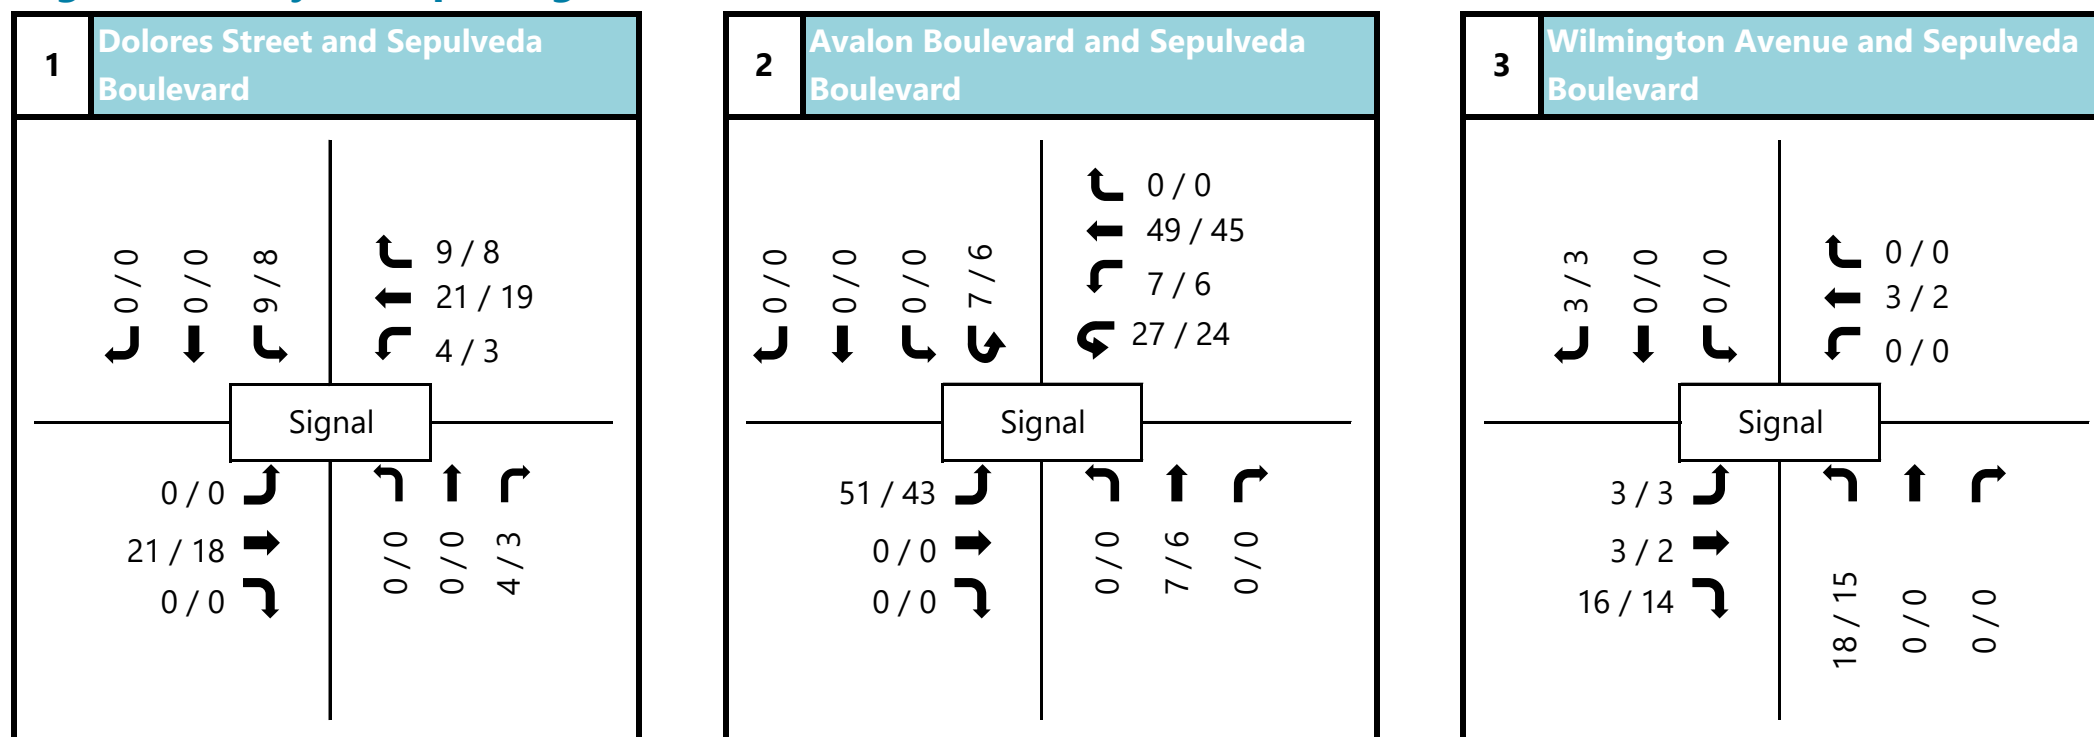 1
Dolores Street and Sepulveda
Boulevard
0 / 0
0 / 0
9 / 8
9 / 8
21 / 19
4 / 3
Signal
0 / 0
21 / 18
0 / 0
0 / 0
0 / 0
4 / 3
2
Avalon Boulevard and Sepulveda
Boulevard
0 / 0
0 / 0
0 / 0
7 / 6
0 / 0
49 / 45
7 / 6
27 / 24
Signal
51 / 43
0 / 0
0 / 0
0 / 0
7 / 6
0 / 0
3
Wilmington Avenue and Sepulveda
Boulevard
3 / 3
0 / 0
0 / 0
0 / 0
3 / 2
0 / 0
Signal
3 / 3
3 / 2
16 / 14
18 / 15
0 / 0
0 / 0